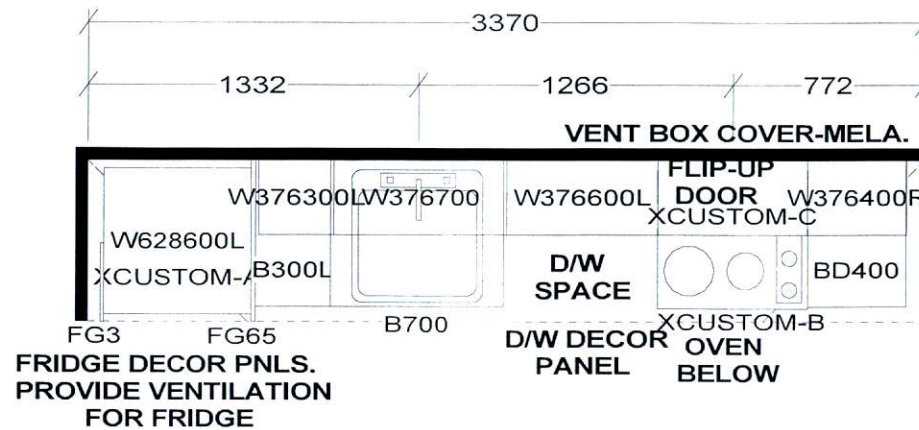 3370
1332
1266
772
VENT BOX COVER-MELA.
W376300L
W376700
W376600L
FLIP-UP
DOOR
W376400R
XCUSTOM-C
W628600L
XCUSTOM-A
B300L
D/W
SPACE
BD400
FG3
FG65
B700
XCUSTOM-B
D/W DECOR
PANEL
OVEN
BELOW
FRIDGE DECOR PNLS.
PROVIDE VENTILATION
FOR FRIDGE